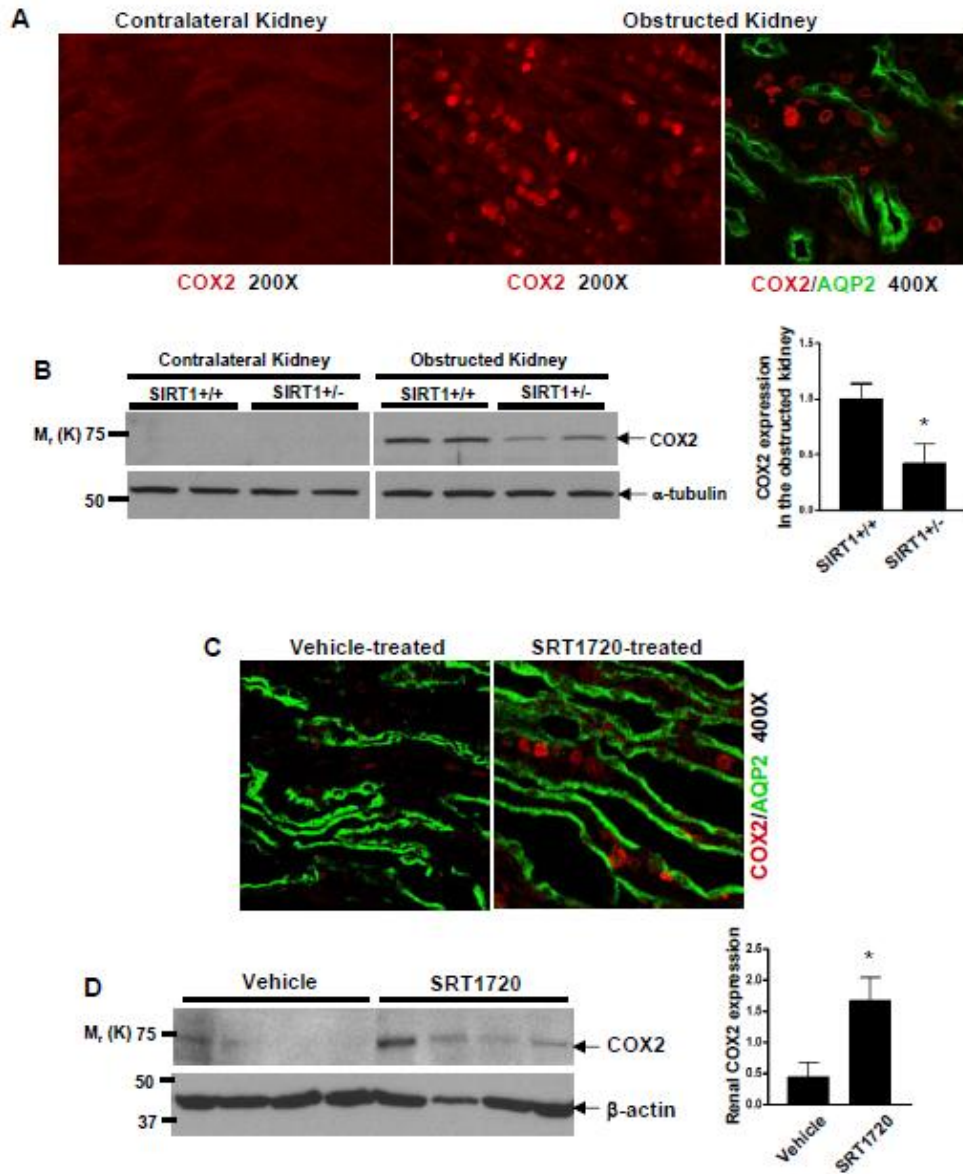 A
Contralateral Kidney
Obstructed Kidney
COX2 200X
COX2 200X
COX2/AQP2 400X
B
Contralateral Kidney
Obstructed Kidney
SIRT1+/+
SIRT1+/-
SIRT1+/+
SIRT1+/-
Mr (K) 75
COX2
50
α-tubulin
COX2 expression
In the obstructed kidney
1.5
1.0
0.5
0.0
*
SIRT1+/+
SIRT1+/-
C
Vehicle-treated
SRT1720-treated
COX2/AQP2 400X
D
Vehicle
SRT1720
Mr (K) 75
COX2
50
37
β-actin
Renal COX2 expression
2.5
2.0
1.5
1.0
0.5
0.0
*
Vehicle
SRT1720